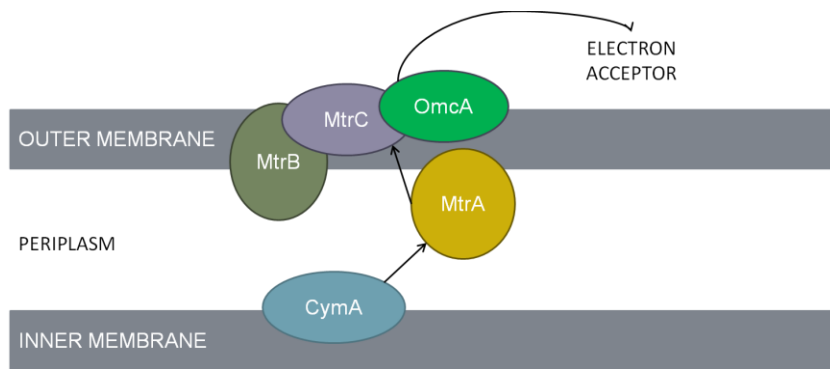 ELECTRON
ACCEPTOR
OmcA
MtrC
OUTER MEMBRANE
MtrB
MtrA
PERIPLASM
CymA
INNER MEMBRANE